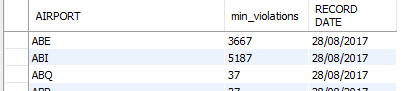 AIRPORT min_violations RECORD DATE
ABE 3667 28/08/2017
ABI 5187 28/08/2017
ABQ 37 28/08/2017